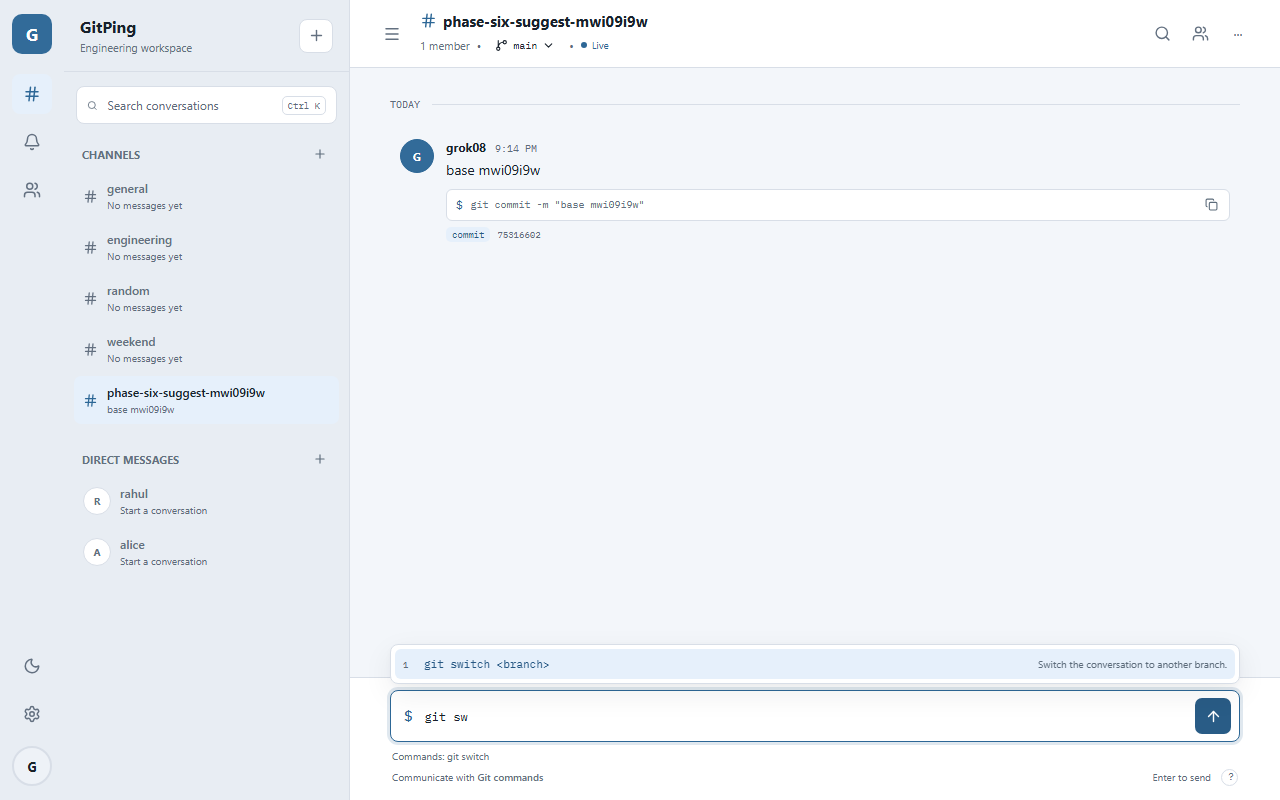 G
GitPing
Engineering workspace
Search conversations
Ctrl K
CHANNELS
general
No messages yet
engineering
No messages yet
random
No messages yet
weekend
No messages yet
phase-six-suggest-mwi09i9w
base mwi09i9w
DIRECT MESSAGES
R
rahul
Start a conversation
A
alice
Start a conversation
G
# phase-six-suggest-mwi09i9w
1 member • main • Live
TODAY
G
grok08 9:14 PM
base mwi09i9w
$ git commit -m "base mwi09i9w"
commit 75316602
1 git switch <branch> Switch the conversation to another branch.
$ git sw
Commands: git switch
Communicate with Git commands
Enter to send ?